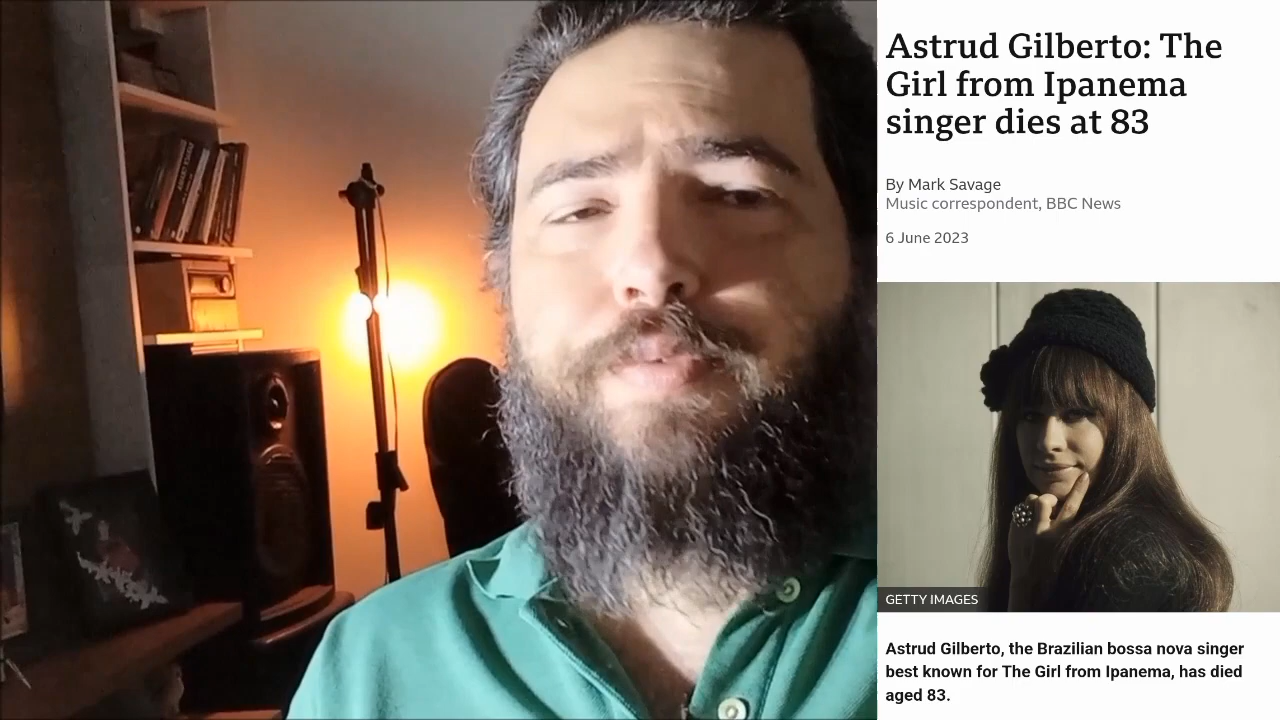 Astrud Gilberto: The
Girl from Ipanema
singer dies at 83
By Mark Savage
Music correspondent, BBC News
6 June 2023
GETTY IMAGES
Astrud Gilberto, the Brazilian bossa nova singer
best known for The Girl from Ipanema, has died
aged 83.